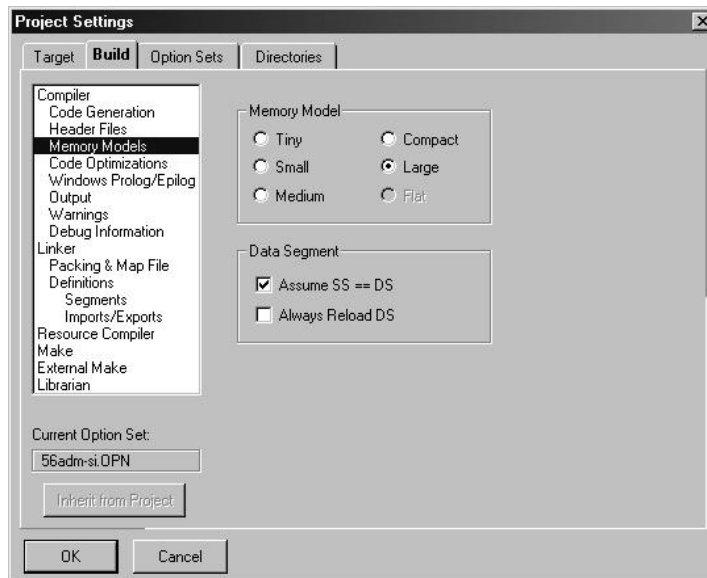 Project Settings
Target Build Option Sets Directories
Compiler
Code Generation
Header Files
Memory Models
Code Optimizations
Windows Prolog/Epilog
Output
Warnings
Debug Information
Linker
Packing & Map File
Definitions
Segments
Imports/Exports
Resource Compiler
Make
External Make
Librarian
Memory Model
Tiny Compact
Small Large
Medium Flat
Data Segment
Assume SS == DS
Always Reload DS
Current Option Set:
56adm-si.OPN
Inherit from Project
OK Cancel